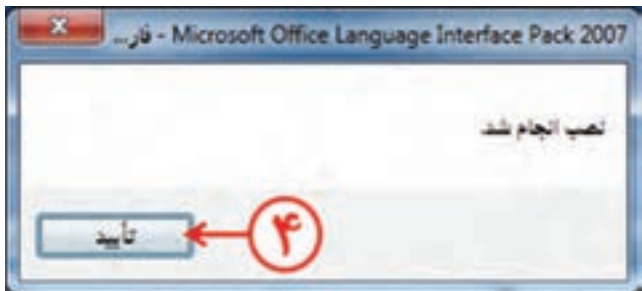 Microsoft Office Language Interface Pack 2007 - فار...
نصب انجام شد
تأیید
۴